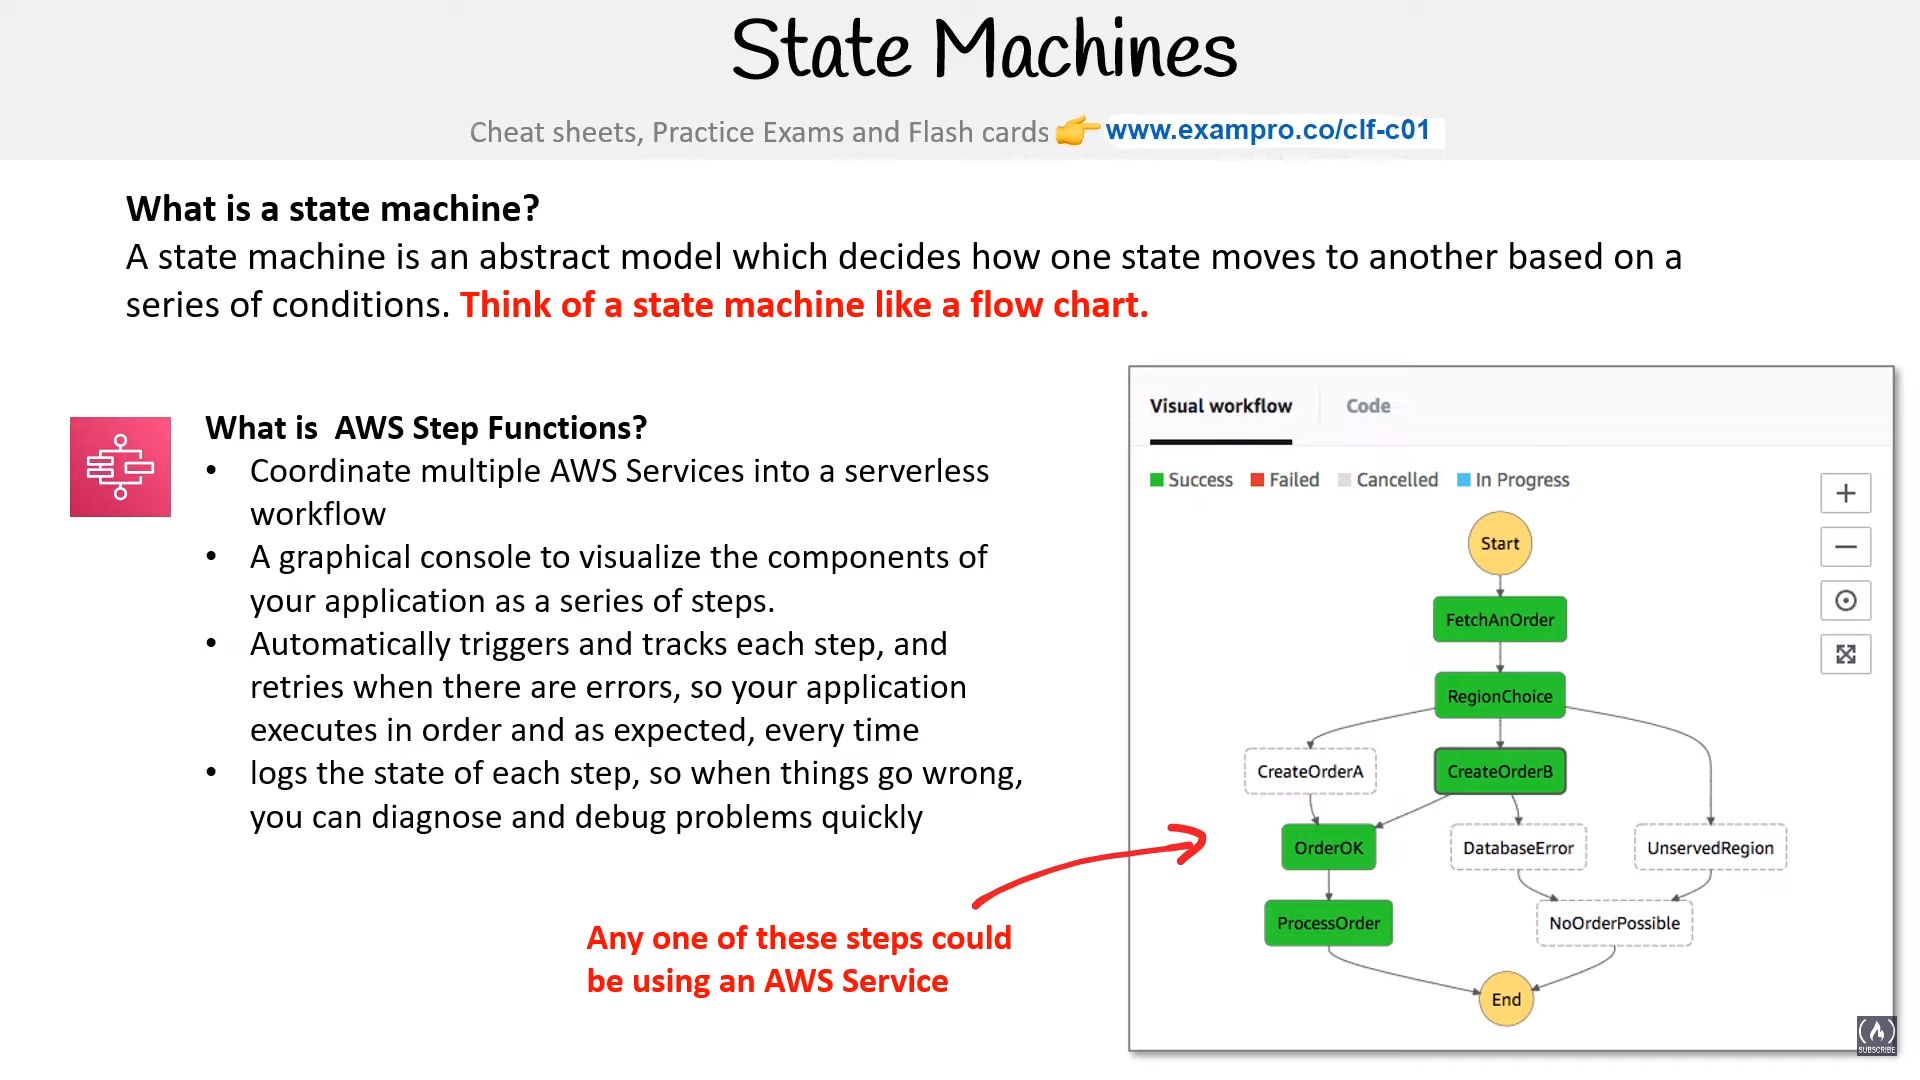 State Machines
Cheat sheets, Practice Exams and Flash cards 👉 www.exampro.co/clf-c01
What is a state machine?
A state machine is an abstract model which decides how one state moves to another based on a
series of conditions. Think of a state machine like a flow chart.
What is  AWS Step Functions?
• Coordinate multiple AWS Services into a serverless
workflow
• A graphical console to visualize the components of
your application as a series of steps.
• Automatically triggers and tracks each step, and
retries when there are errors, so your application
executes in order and as expected, every time
• logs the state of each step, so when things go wrong,
you can diagnose and debug problems quickly
Any one of these steps could
be using an AWS Service
Visual workflow Code
Success Failed Cancelled In Progress
Start
FetchAnOrder
RegionChoice
CreateOrderA CreateOrderB
OrderOK DatabaseError UnservedRegion
ProcessOrder NoOrderPossible
End
SUBSCRIBE